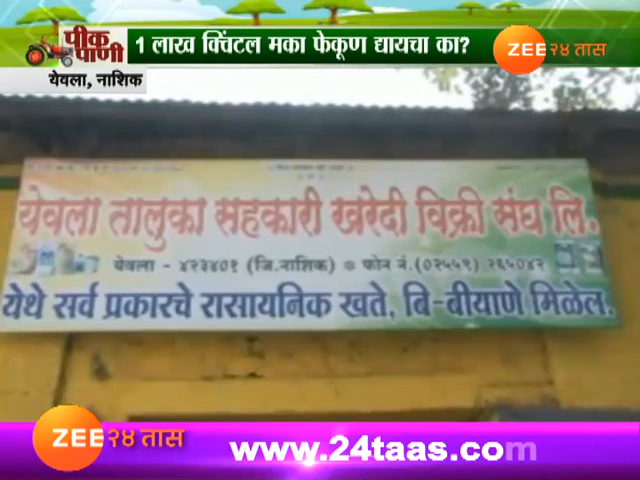 पीक पाणी
1 लाख क्विंटल मका फेकूण द्यायचा का?
ZEE २४ तास
येवला, नाशिक
येवला तालुका सहकारी खरेदी विक्री संघ लि.
येवला - ४२३४०१ (जि.नाशिक) फोन नं.(०२५५९) २६५०४२
येथे सर्व प्रकारचे रासायनिक खते, बि-बीयाणे मिळेल.
ZEE २४ तास
www.24taas.com